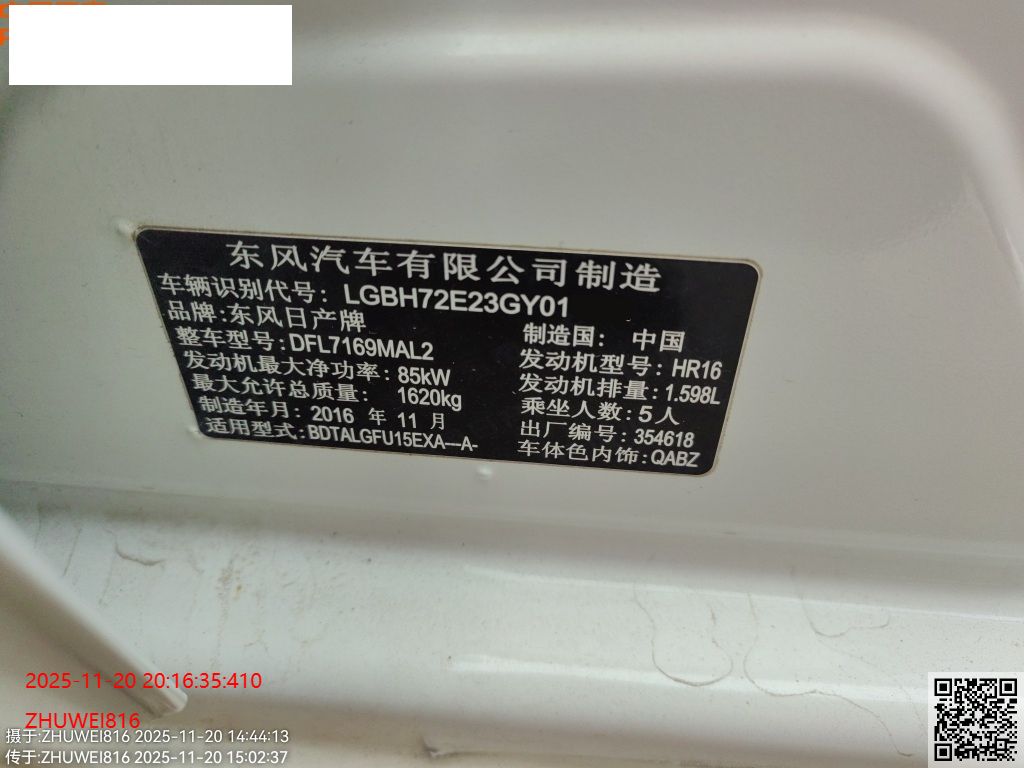 东风汽车有限公司制造
车辆识别代号: LGBH72E23GY01
品牌:东风日产牌 制造国: 中国
整车型号:DFL7169MAL2 发动机型号: HR16
发动机最大净功率: 85kW 发动机排量: 1.598L
最大允许总质量: 1620kg 乘坐人数: 5人
制造年月: 2016 年 11 月 出厂编号: 354618
适用型式:BDTALGFU15EXA---A- 车体色内饰:QABZ
2025-11-20 20:16:35:410
ZHUWEI816
摄于:ZHUWEI816 2025-11-20 14:44:13
传于:ZHUWEI816 2025-11-20 15:02:37